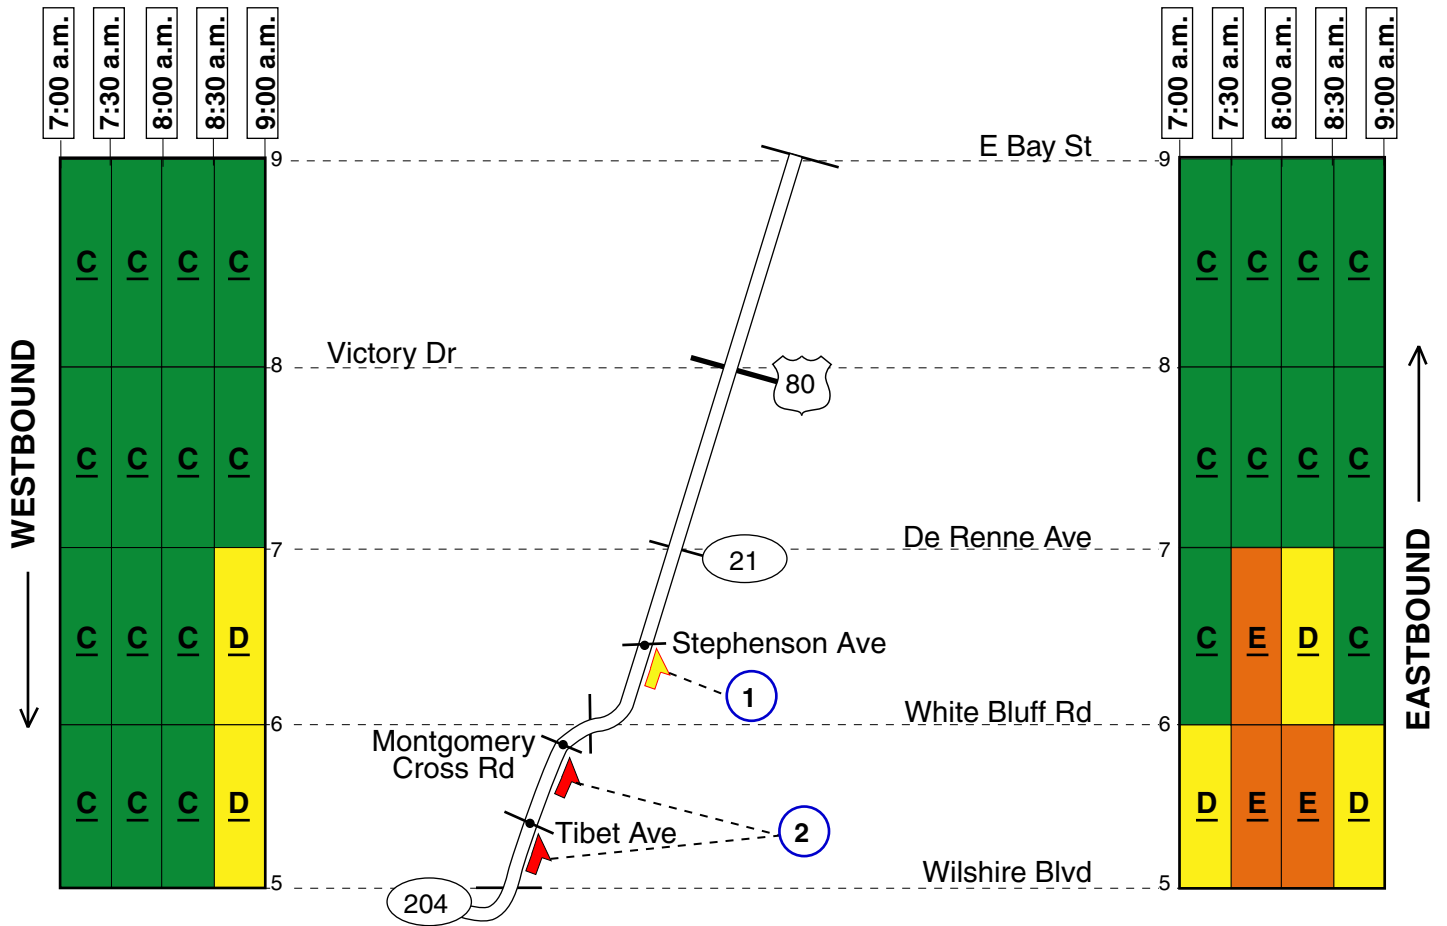 7:00 a.m. 7:30 a.m. 8:00 a.m. 8:30 a.m. 9:00 a.m.
7:00 a.m. 7:30 a.m. 8:00 a.m. 8:30 a.m. 9:00 a.m.
E Bay St
9
9
C C C C
C C C C
WESTBOUND
EASTBOUND
Victory Dr
8
8
80
C C C C
C C C C
De Renne Ave
7
7
21
C C C D
C E D C
Stephenson Ave
1
White Bluff Rd
6
6
Montgomery
Cross Rd
C C C D
D E E D
Tibet Ave
2
Wilshire Blvd
5
5
204